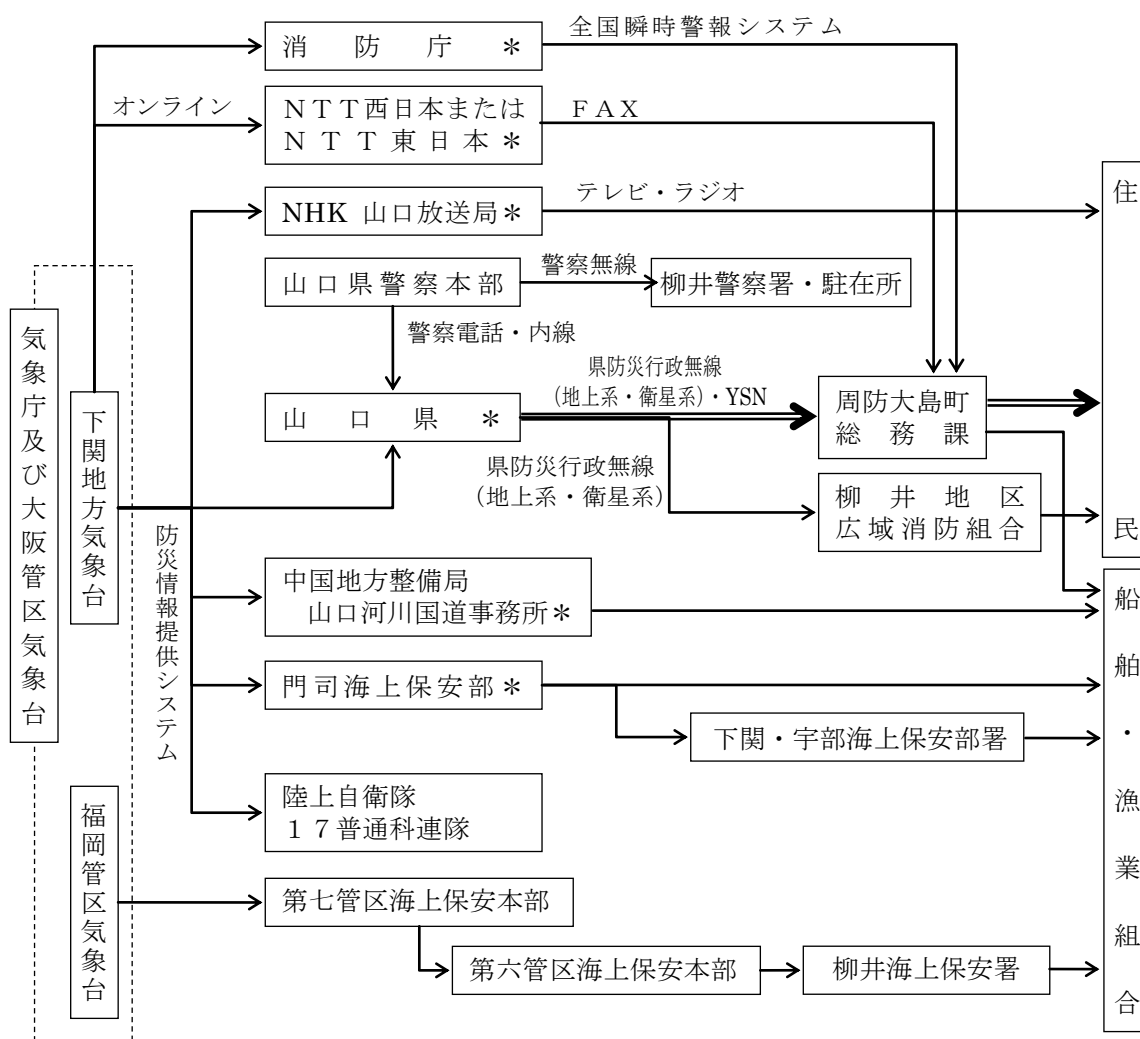 消防庁＊
全国瞬時警報システム
オンライン
ＮＴＴ西日本または
ＮＴＴ東日本＊
ＦＡＸ
NHK 山口放送局＊
テレビ・ラジオ
住民
山口県警察本部
警察無線
柳井警察署・駐在所
警察電話・内線
気象庁及び大阪管区気象台
下関地方気象台
山口県＊
県防災行政無線
（地上系・衛星系）・YSN
周防大島町
総務課
県防災行政無線
（地上系・衛星系）
柳井地区
広域消防組合
防災情報提供システム
中国地方整備局
山口河川国道事務所＊
船舶・漁業組合
門司海上保安部＊
下関・宇部海上保安部署
陸上自衛隊
１７普通科連隊
福岡管区気象台
第七管区海上保安本部
第六管区海上保安本部
柳井海上保安署